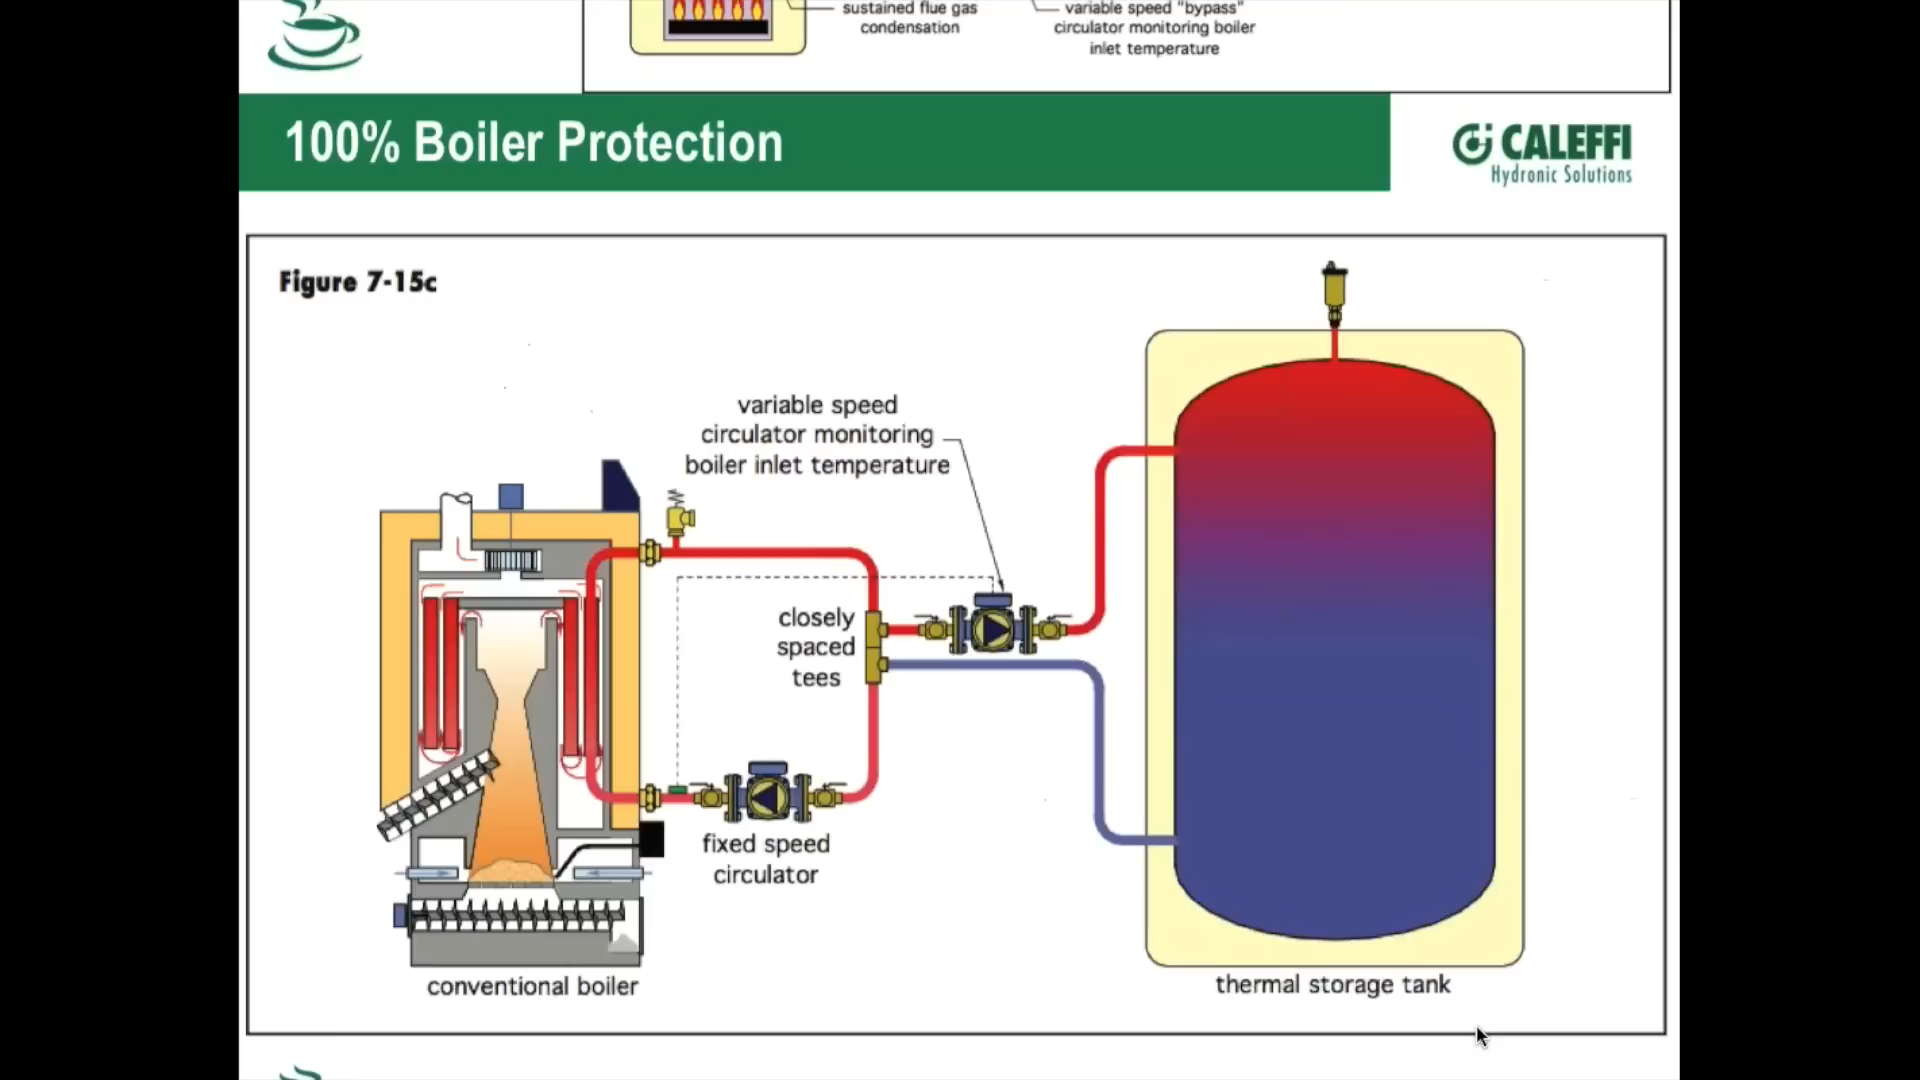 sustained flue gas
condensation
variable speed "bypass"
circulator monitoring boiler
inlet temperature
100% Boiler Protection
CALEFFI
Hydronic Solutions
Figure 7-15c
variable speed
circulator monitoring
boiler inlet temperature
closely
spaced
tees
fixed speed
circulator
conventional boiler
thermal storage tank